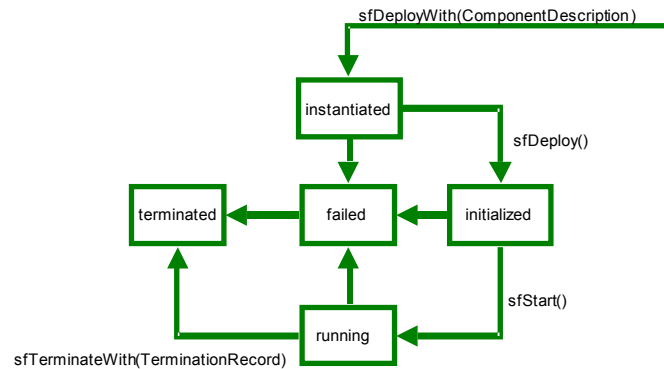 sfDeployWith(ComponentDescription)
instantiated
sfDeploy()
terminated
failed
initialized
sfStart()
running
sfTerminateWith(TerminationRecord)